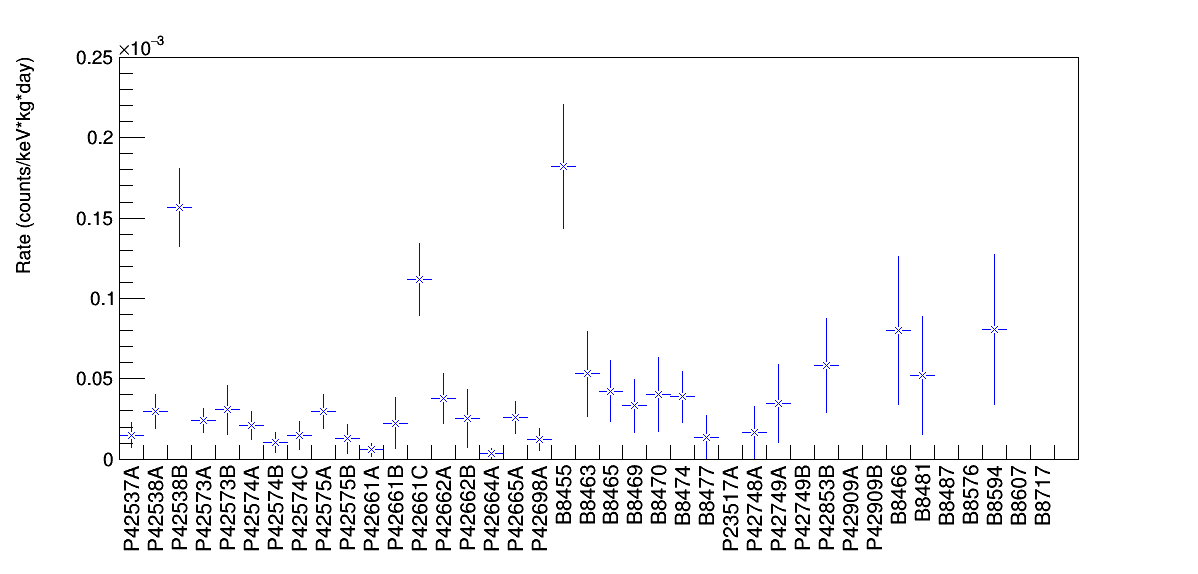 ×10⁻³
Rate (counts/keV*kg*day)
0.25
0.2
0.15
0.1
0.05
0
P42537A
P42538A
P42538B
P42573A
P42573B
P42574A
P42574B
P42574C
P42575A
P42575B
P42661A
P42661B
P42661C
P42662A
P42662B
P42664A
P42665A
P42698A
B8455
B8463
B8465
B8469
B8470
B8474
B8477
P23517A
P42748A
P42749A
P42749B
P42853B
P42909A
P42909B
B8466
B8481
B8487
B8576
B8594
B8607
B8717